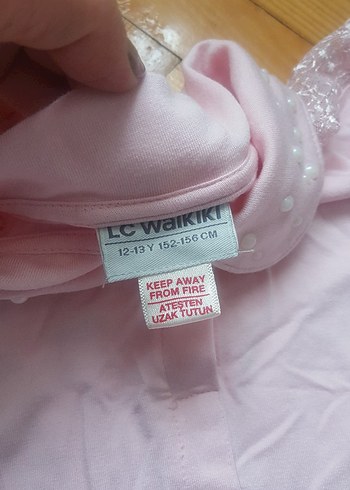 LC Waikiki
12-13 Y 152-156 CM
KEEP AWAY
FROM FIRE
ATEŞTEN
UZAK TUTUN